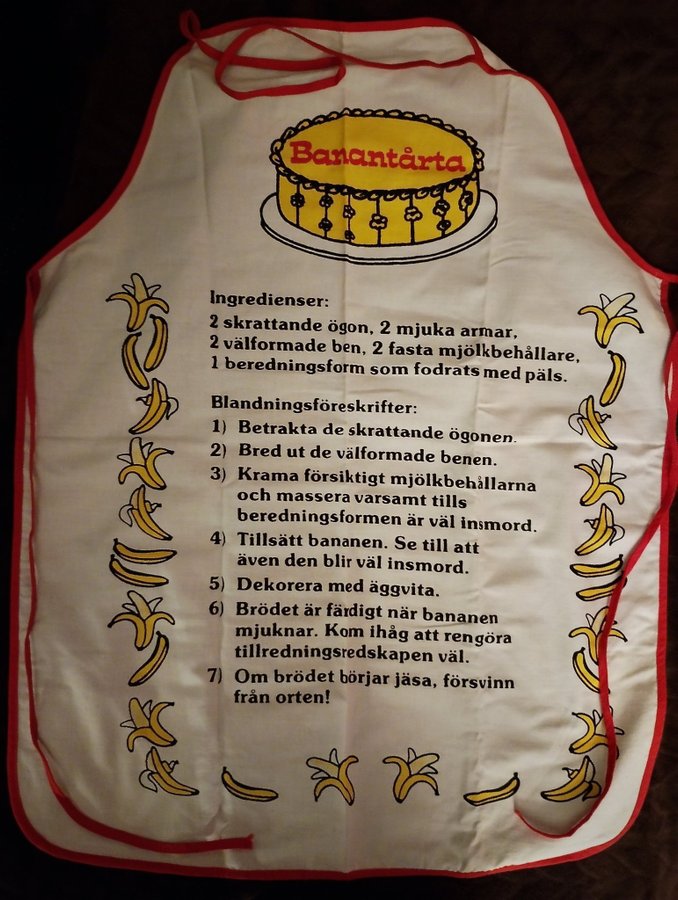 Banantårta
Ingredienser:
2 skrattande ögon, 2 mjuka armar,
2 välformade ben, 2 fasta mjölkbehållare,
1 beredningsform som fodrats med päls.
Blandningsföreskrifter:
1) Betrakta de skrattande ögonen.
2) Bred ut de välformade benen.
3) Krama försiktigt mjölkbehållarna
och massera varsamt tills
beredningsformen är väl insmord.
4) Tillsätt bananen. Se till att
även den blir väl insmord.
5) Dekorera med äggvita.
6) Brödet är färdigt när bananen
mjuknar. Kom ihåg att rengöra
tillredningsredskapen väl.
7) Om brödet börjar jäsa, försvinn
från orten!